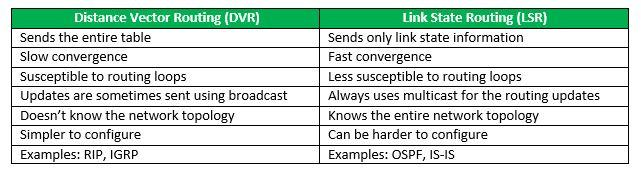 Distance Vector Routing (DVR) Link State Routing (LSR)
Sends the entire table Sends only link state information
Slow convergence Fast convergence
Susceptible to routing loops Less susceptible to routing loops
Updates are sometimes sent using broadcast Always uses multicast for the routing updates
Doesn't know the network topology Knows the entire network topology
Simpler to configure Can be harder to configure
Examples: RIP, IGRP Examples: OSPF, IS-IS